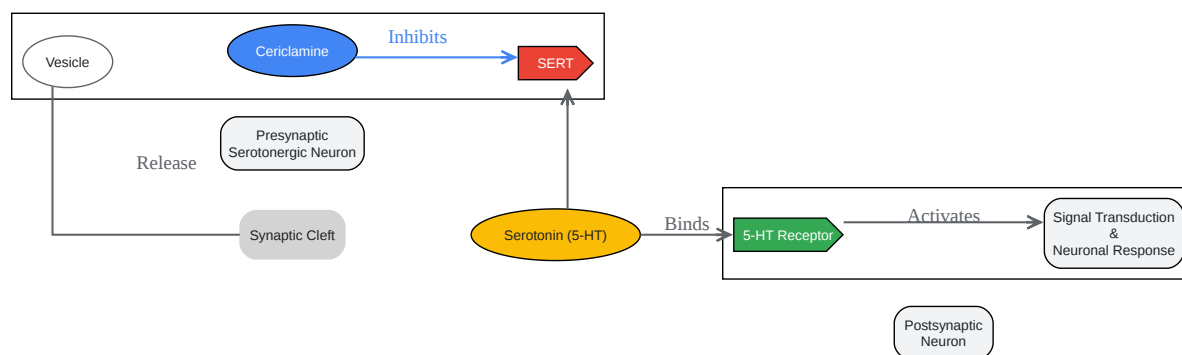 Inhibits
Vesicle
Cericlamine
SERT
Presynaptic
Serotonergic Neuron
Release
Synaptic Cleft
Serotonin (5-HT)
Binds
5-HT Receptor
Activates
Signal Transduction
&
Neuronal Response
Postsynaptic
Neuron